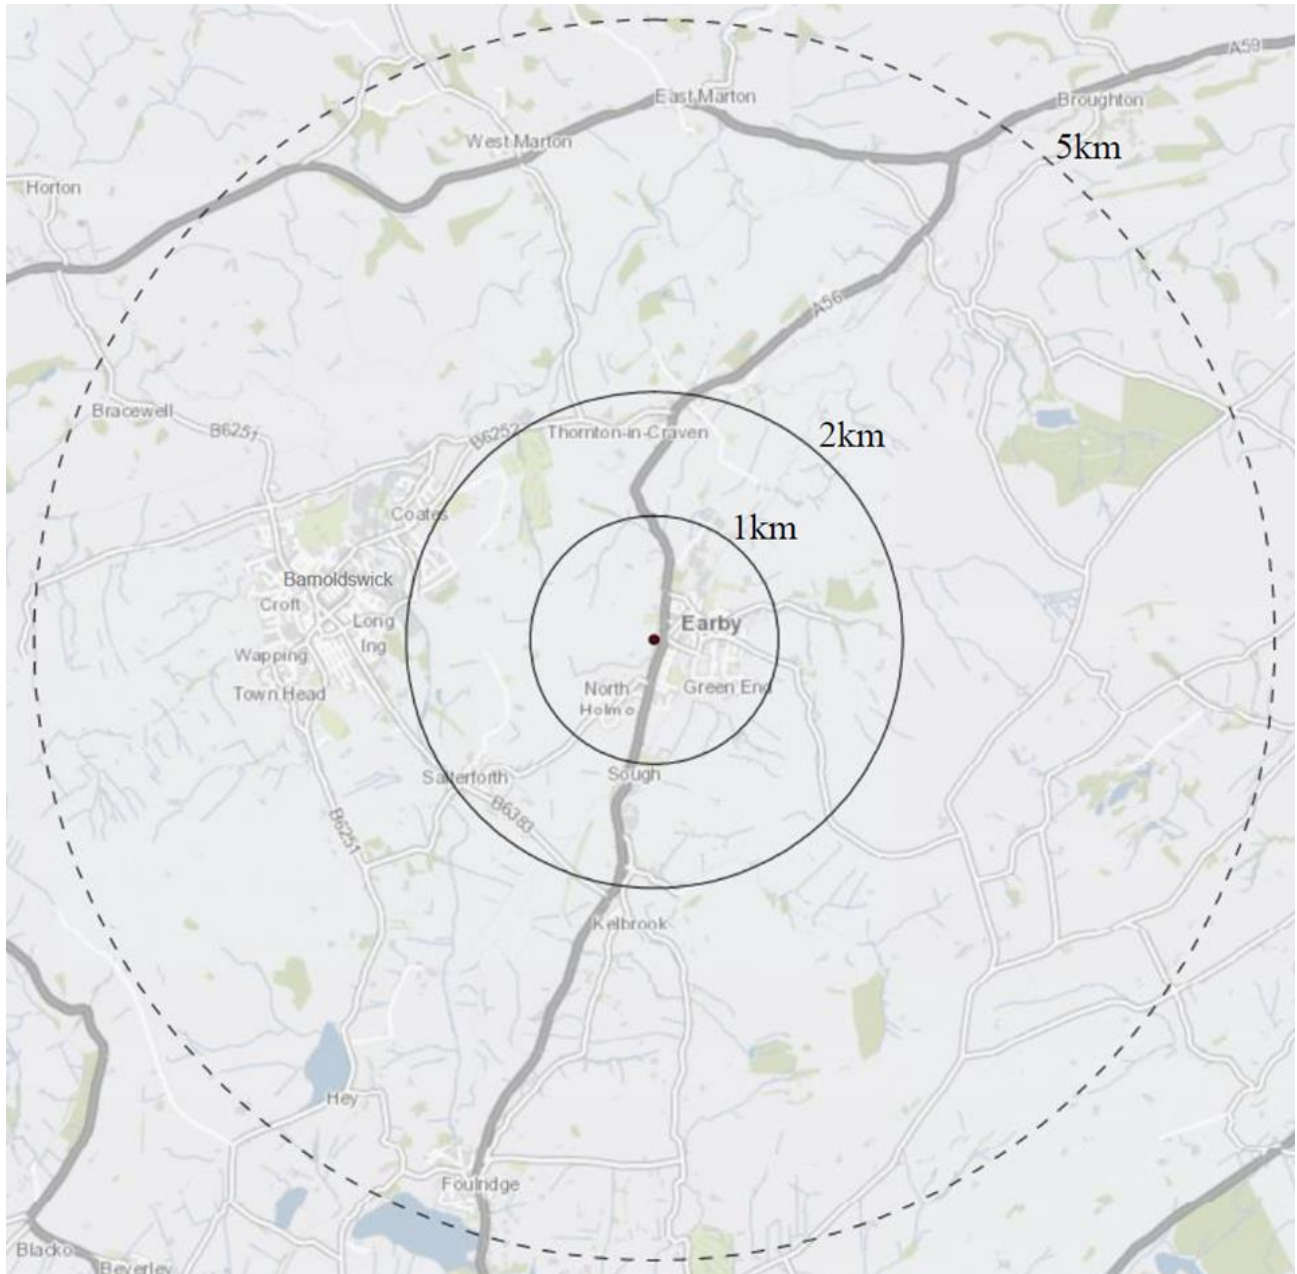 A59
East Marton
Broughton
West Marton
5km
Horton
A56
Bracewell
B6251
B6252
Thornton-in-Craven
2km
Coates
1km
Barnoldswick
Croft
Long
Ing
Earby
Wapping
Town Head
North
Holme
Green End
Salterforth
Sough
B6383
B6251
Kelbrook
Hey
Foulridge
Blacko
Beverley